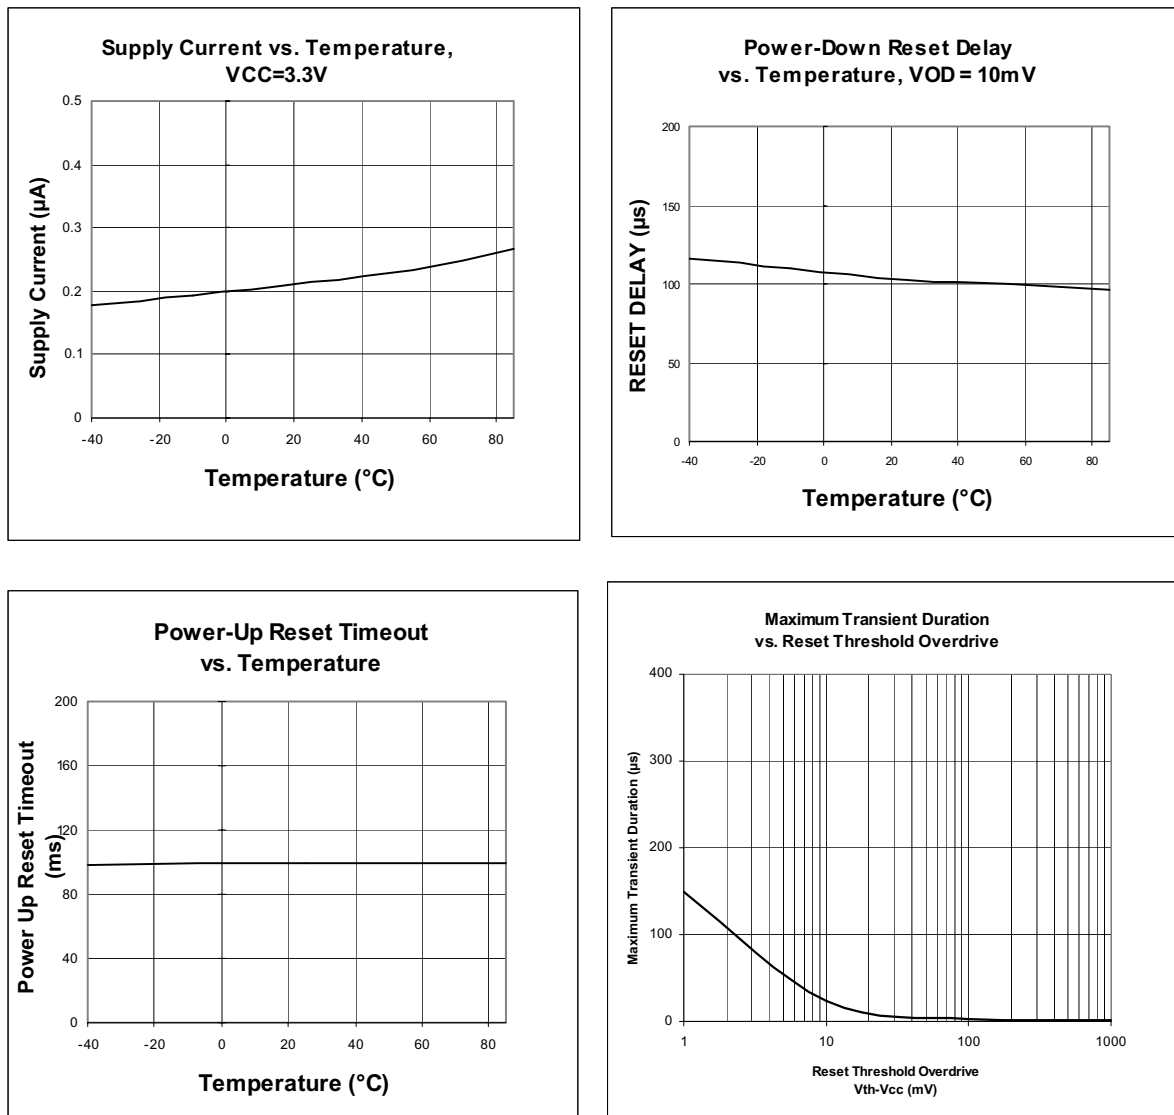 Supply Current vs. Temperature,
VCC=3.3V
0.5
0.4
0.3
0.2
0.1
0
Supply Current (µA)
-40 -20 0 20 40 60 80
Temperature (°C)
Power-Down Reset Delay
vs. Temperature, VOD = 10mV
200
150
100
50
0
RESET DELAY (µs)
-40 -20 0 20 40 60 80
Temperature (°C)
Power-Up Reset Timeout
vs. Temperature
200
160
120
80
40
0
Power Up Reset Timeout
(ms)
-40 -20 0 20 40 60 80
Temperature (°C)
Maximum Transient Duration
vs. Reset Threshold Overdrive
400
300
200
100
0
Maximum Transient Duration (µs)
1 10 100 1000
Reset Threshold Overdrive
Vth-Vcc (mV)